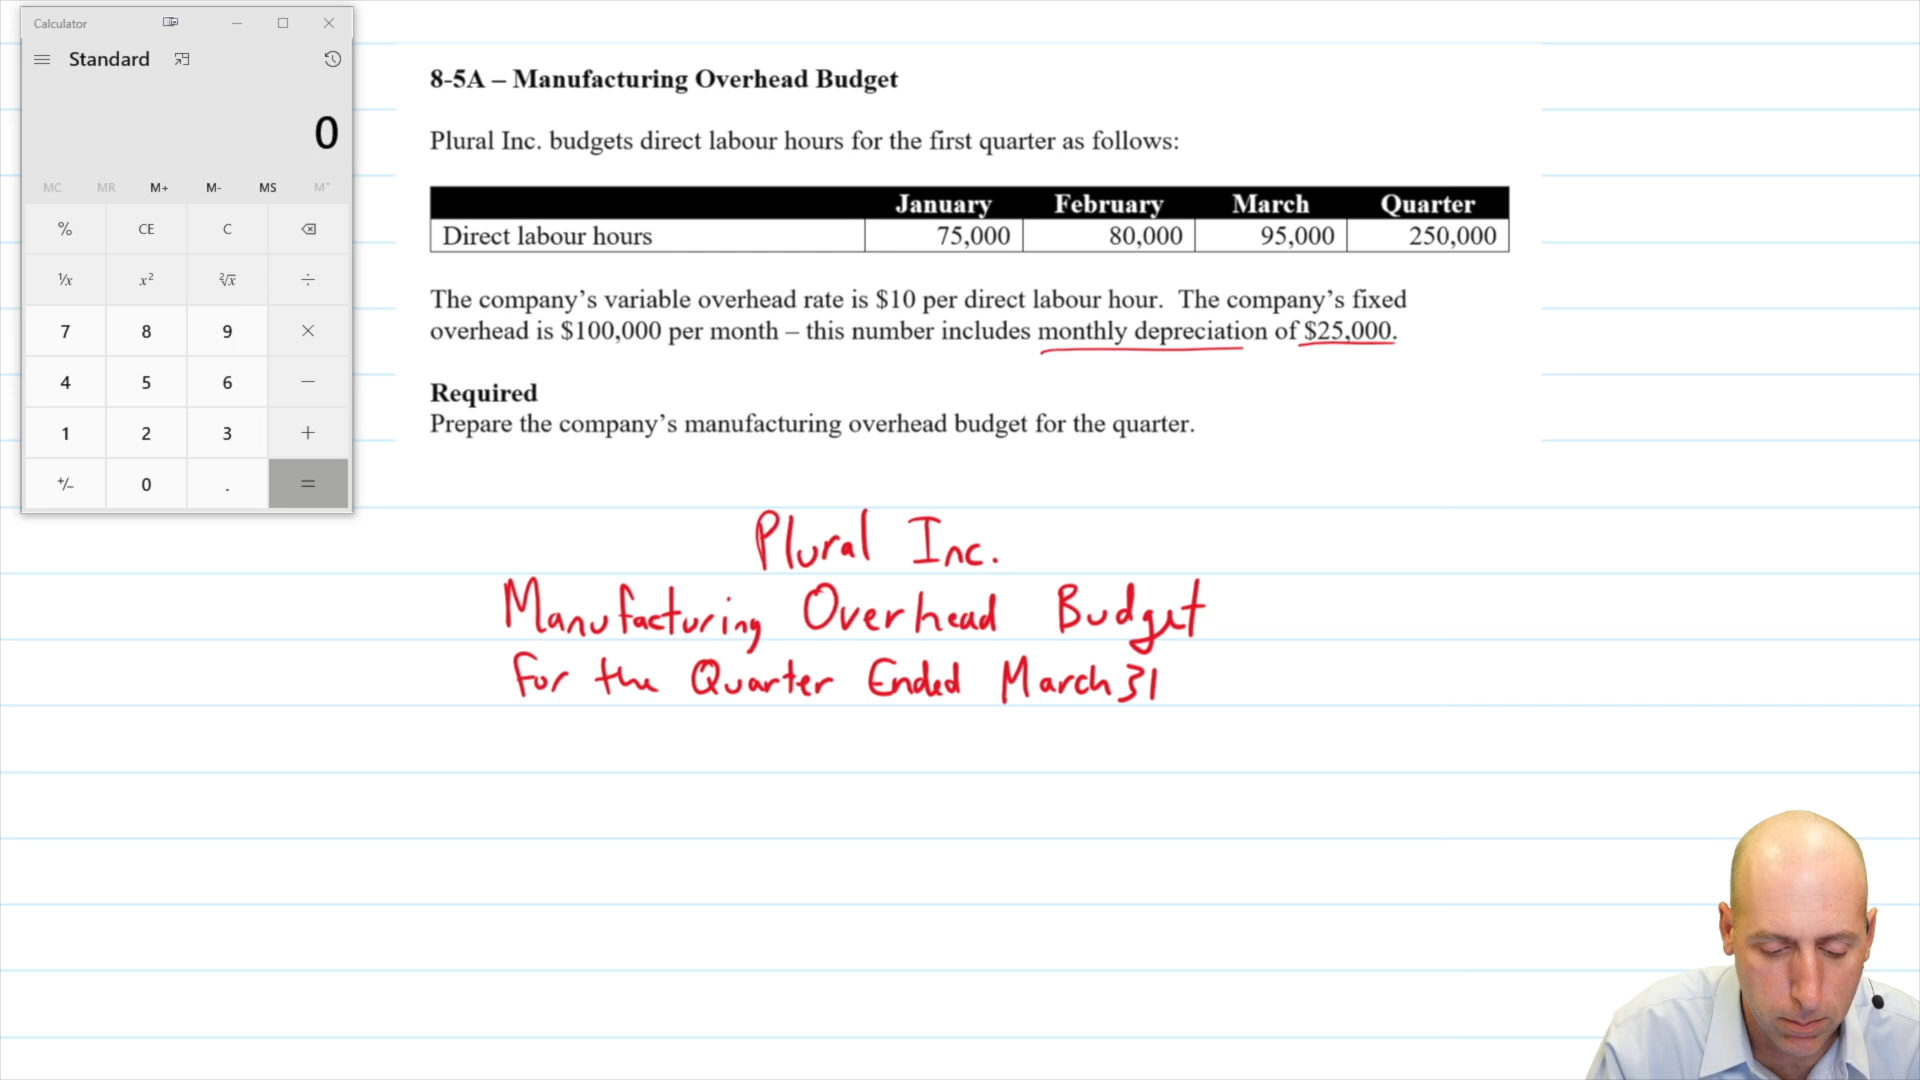 Calculator
Standard
0
MC MR M+ M- MS M˅
% CE C
¹/x x² ²√x ÷
7 8 9 ×
4 5 6 −
1 2 3 +
+/− 0 . =
8-5A – Manufacturing Overhead Budget
Plural Inc. budgets direct labour hours for the first quarter as follows:
January February March Quarter
Direct labour hours 75,000 80,000 95,000 250,000
The company’s variable overhead rate is $10 per direct labour hour. The company’s fixed
overhead is $100,000 per month – this number includes monthly depreciation of $25,000.
Required
Prepare the company’s manufacturing overhead budget for the quarter.
Plural Inc.
Manufacturing Overhead Budget
For the Quarter Ended March 31